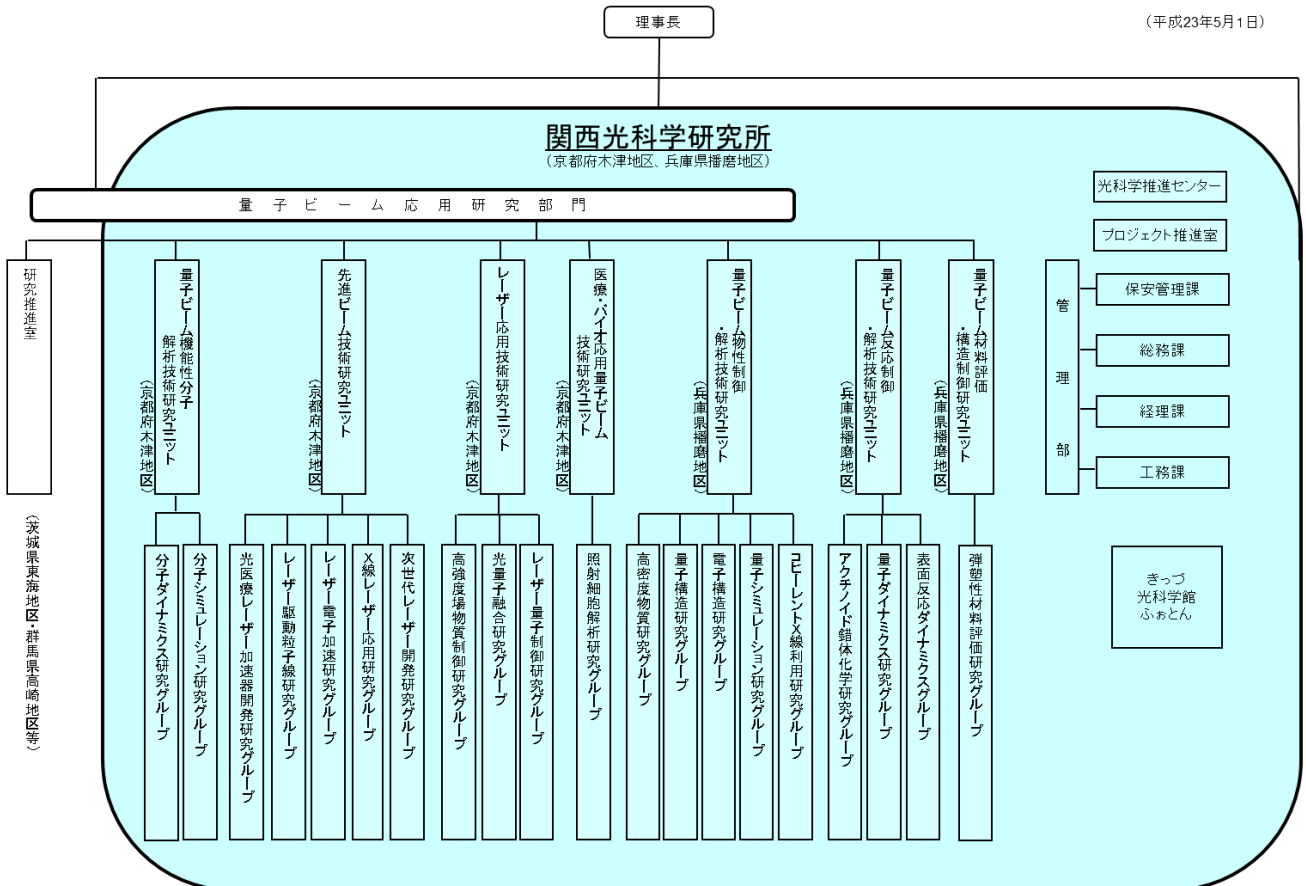 理事長
(平成23年5月1日)
関西光科学研究所
(京都府木津地区、兵庫県播磨地区)
光科学推進センター
量子ビーム応用研究部門
プロジェクト推進室
研究推進室
(茨城県東海地区・群馬県高崎地区等)
量子ビーム機能性分子
解析技術研究ユニット
(京都府木津地区)
先進ビーム技術研究ユニット
(京都府木津地区)
レーザー応用技術研究ユニット
(京都府木津地区)
医療・バイオ応用量子ビーム
技術研究ユニット
(京都府木津地区)
量子ビーム物性制御
・解析技術研究ユニット
(兵庫県播磨地区)
量子ビーム反応制御
・解析技術研究ユニット
(兵庫県播磨地区)
量子ビーム材料評価
・構造制御研究ユニット
(兵庫県播磨地区)
管理部
保安管理課
総務課
経理課
工務課
分子ダイナミクス研究グループ
分子シミュレーション研究グループ
光医療レーザー加速器開発研究グループ
レーザー駆動粒子線研究グループ
レーザー電子加速研究グループ
X線レーザー応用研究グループ
次世代レーザー開発研究グループ
高強度場物質制御研究グループ
光量子融合研究グループ
レーザー量子制御研究グループ
照射細胞解析研究グループ
高密度物質研究グループ
量子構造研究グループ
電子構造研究グループ
量子シミュレーション研究グループ
コヒーレントX線利用研究グループ
アクチノイド錯体化学研究グループ
量子ダイナミクス研究グループ
表面反応ダイナミクスグループ
弾塑性材料評価研究グループ
きっづ
光科学館
ふぉとん